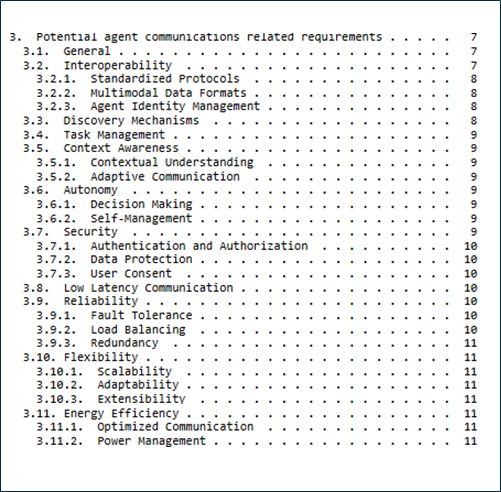 3.  Potential agent communications related requirements . . . . .  7
3.1.  General . . . . . . . . . . . . . . . . . . . . . . . . .  7
3.2.  Interoperability  . . . . . . . . . . . . . . . . . . . .  7
3.2.1.  Standardized Protocols  . . . . . . . . . . . . . . .  8
3.2.2.  Multimodal Data Formats . . . . . . . . . . . . . . .  8
3.2.3.  Agent Identity Management . . . . . . . . . . . . . .  8
3.3.  Discovery Mechanisms  . . . . . . . . . . . . . . . . . .  8
3.4.  Task Management . . . . . . . . . . . . . . . . . . . . .  9
3.5.  Context Awareness . . . . . . . . . . . . . . . . . . . .  9
3.5.1.  Contextual Understanding  . . . . . . . . . . . . . .  9
3.5.2.  Adaptive Communication  . . . . . . . . . . . . . . .  9
3.6.  Autonomy  . . . . . . . . . . . . . . . . . . . . . . . .  9
3.6.1.  Decision Making . . . . . . . . . . . . . . . . . . .  9
3.6.2.  Self-Management . . . . . . . . . . . . . . . . . . .  9
3.7.  Security  . . . . . . . . . . . . . . . . . . . . . . . .  9
3.7.1.  Authentication and Authorization  . . . . . . . . . .  10
3.7.2.  Data Protection . . . . . . . . . . . . . . . . . . .  10
3.7.3.  User Consent  . . . . . . . . . . . . . . . . . . . .  10
3.8.  Low Latency Communication . . . . . . . . . . . . . . . .  10
3.9.  Reliability . . . . . . . . . . . . . . . . . . . . . . .  10
3.9.1.  Fault Tolerance . . . . . . . . . . . . . . . . . . .  10
3.9.2.  Load Balancing  . . . . . . . . . . . . . . . . . . .  10
3.9.3.  Redundancy  . . . . . . . . . . . . . . . . . . . . .  11
3.10. Flexibility . . . . . . . . . . . . . . . . . . . . . . .  11
3.10.1.  Scalability  . . . . . . . . . . . . . . . . . . . .  11
3.10.2.  Adaptability . . . . . . . . . . . . . . . . . . . .  11
3.10.3.  Extensibility  . . . . . . . . . . . . . . . . . . .  11
3.11. Energy Efficiency . . . . . . . . . . . . . . . . . . . .  11
3.11.1.  Optimized Communication  . . . . . . . . . . . . . .  11
3.11.2.  Power Management . . . . . . . . . . . . . . . . . .  11